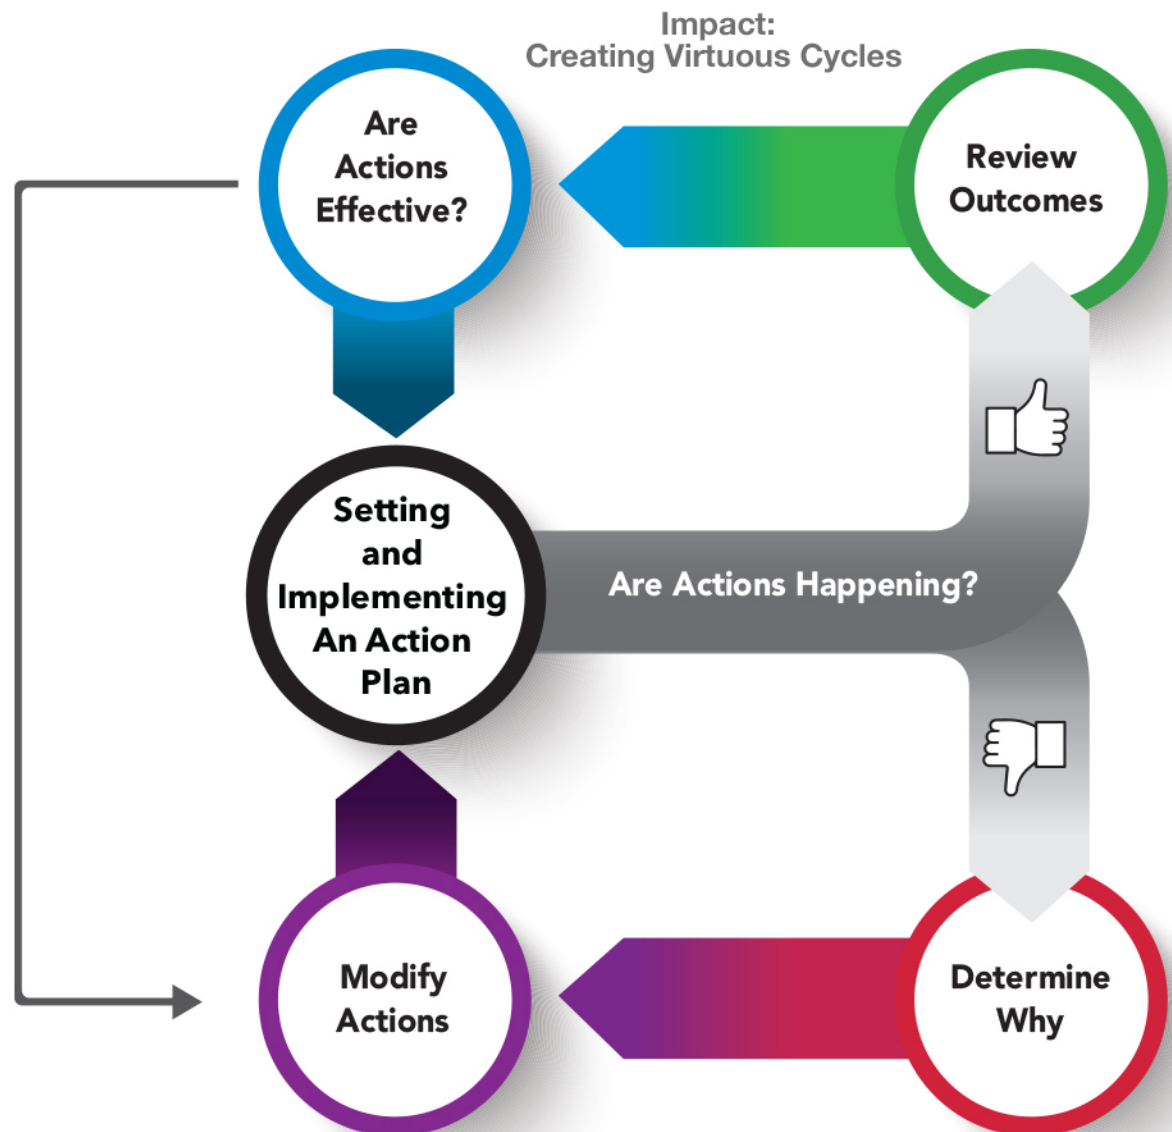 Impact:
Creating Virtuous Cycles
Are
Actions
Effective?
Review
Outcomes
Setting
and
Implementing
An Action
Plan
Are Actions Happening?
Modify
Actions
Determine
Why